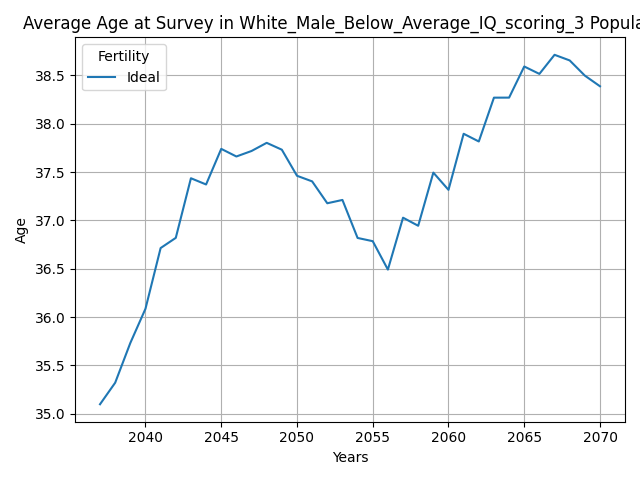 Average Age at Survey in White_Male_Below_Average_IQ_scoring_3 Popula
Fertility
Ideal
Age
38.5
38.0
37.5
37.0
36.5
36.0
35.5
35.0
2040 2045 2050 2055 2060 2065 2070
Years